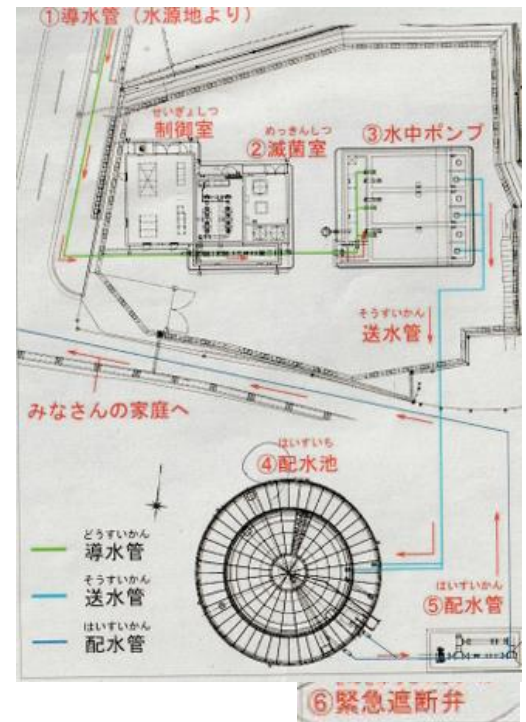 ①導水管（水源地より）
せいぎょしつ
制御室
めっきんしつ
②滅菌室
③水中ポンプ
そうすいかん
送水管
みなさんの家庭へ
はいすいち
④配水池
どうすいかん
導水管
そうすいかん
送水管
はいすいかん
配水管
はいすいかん
⑤配水管
⑥緊急遮断弁